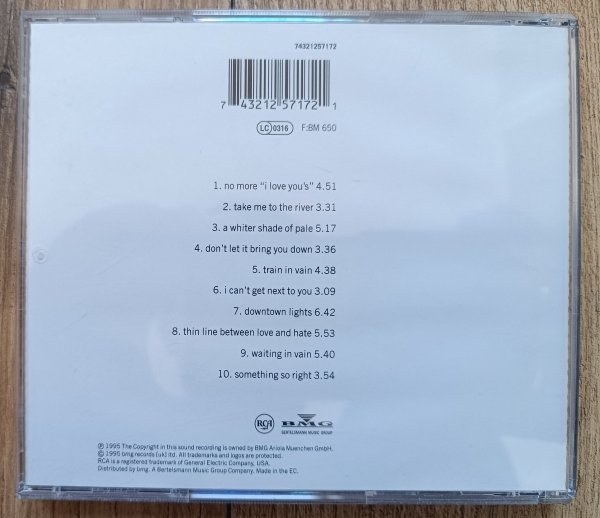 74321257172
7 43212 57172 1
LC 0316 F:BM 650
1. no more "i love you's" 4.51
2. take me to the river 3.31
3. a whiter shade of pale 5.17
4. don't let it bring you down 3.36
5. train in vain 4.38
6. i can't get next to you 3.09
7. downtown lights 6.42
8. thin line between love and hate 5.53
9. waiting in vain 5.40
10. something so right 3.54
RCA BMG
BERTELSMANN MUSIC GROUP
℗ 1995 The Copyright in this sound recording is owned by BMG Ariola Muenchen GmbH.
© 1995 bmg records (uk) ltd. All trademarks and logos are protected.
RCA is a registered trademark of General Electric Company, USA.
Distributed by bmg. A Bertelsmann Music Group Company. Made in the EC.